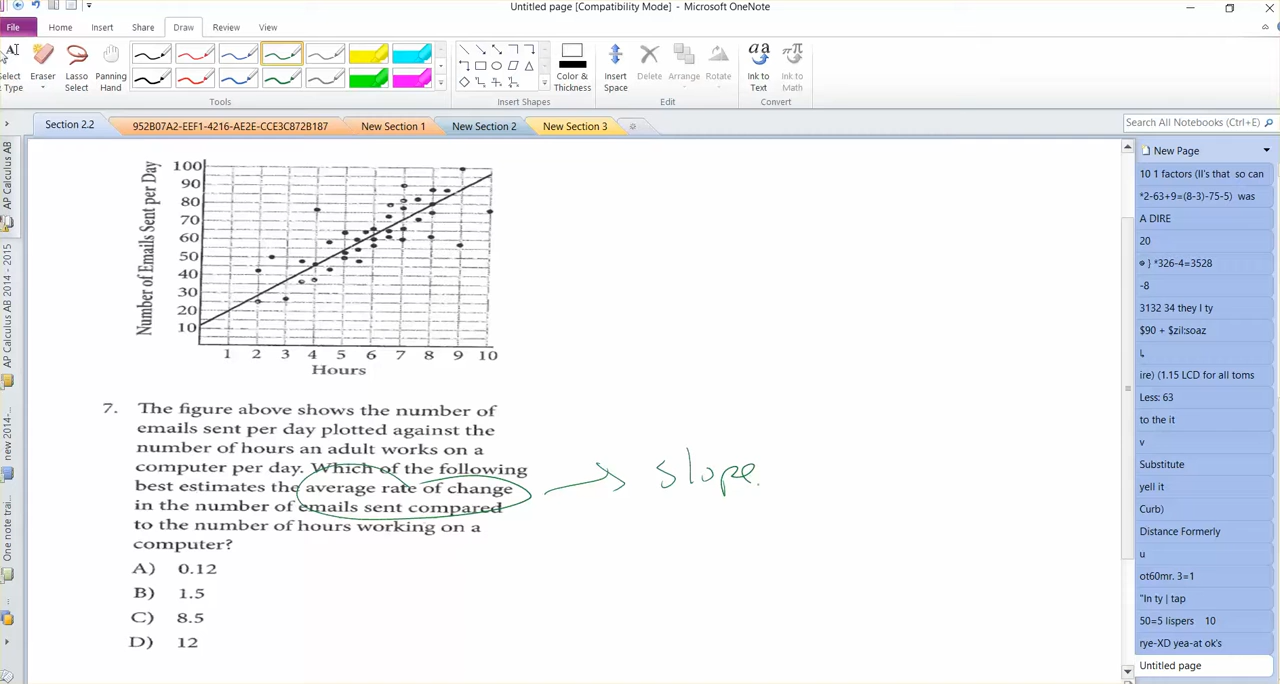 Untitled page [Compatibility Mode] - Microsoft OneNote
File Home Insert Share Draw Review View
Select Type
Eraser
Lasso Select
Panning Hand
Color & Thickness
Insert Space
Delete
Arrange
Rotate
Ink to Text
Ink to Math
Tools
Insert Shapes
Edit
Convert
Section 2.2
952B07A2-EEF1-4216-AE2E-CCE3C872B187
New Section 1
New Section 2
New Section 3
Search All Notebooks (Ctrl+E)
AP Calculus AB
AP Calculus AB 2014 - 2015
new 2014-...
One note trai...
Number of Emails Sent per Day
100
90
80
70
60
50
40
30
20
10
1 2 3 4 5 6 7 8 9 10
Hours
7. The figure above shows the number of
emails sent per day plotted against the
number of hours an adult works on a
computer per day. Which of the following
best estimates the average rate of change
in the number of emails sent compared
to the number of hours working on a
computer?
A) 0.12
B) 1.5
C) 8.5
D) 12
slope.
New Page
10 1 factors (II's that so can
*2-63+9=(8-3)-75-5) was
A DIRE
20
} *326-4=3528
-8
3132 34 they I ty
$90 + $zil:soaz
ire) (1.15 LCD for all toms
Less: 63
to the it
v
Substitute
yell it
Curb)
Distance Formerly
u
ot60mr. 3=1
"In ty | tap
50=5 lispers 10
rye-XD yea-at ok's
Untitled page